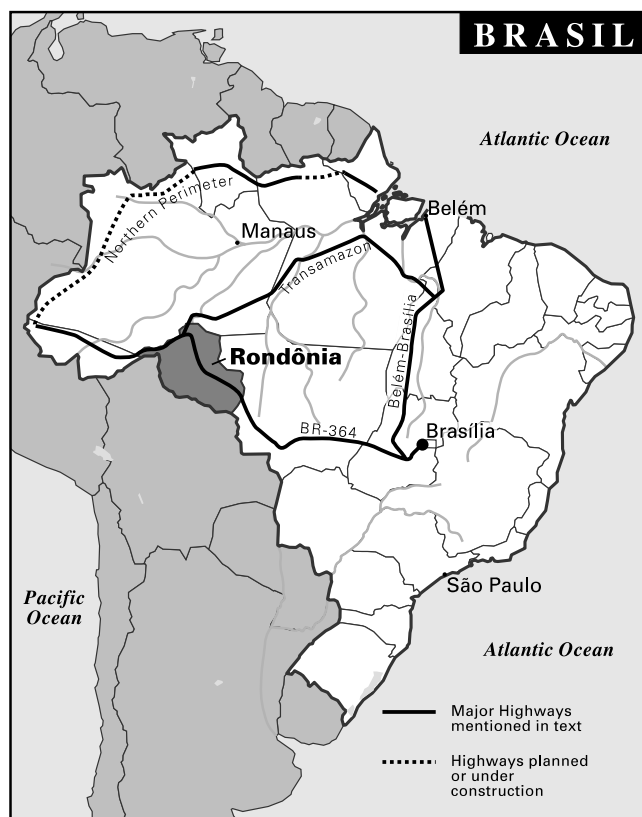 BRASIL
Atlantic Ocean
Northern Perimeter
Belém
Manaus
Transamazon
Belém-Brasília
Rondônia
BR-364
Brasília
São Paulo
Pacific
Ocean
Atlantic Ocean
Major Highways
mentioned in text
Highways planned
or under
construction